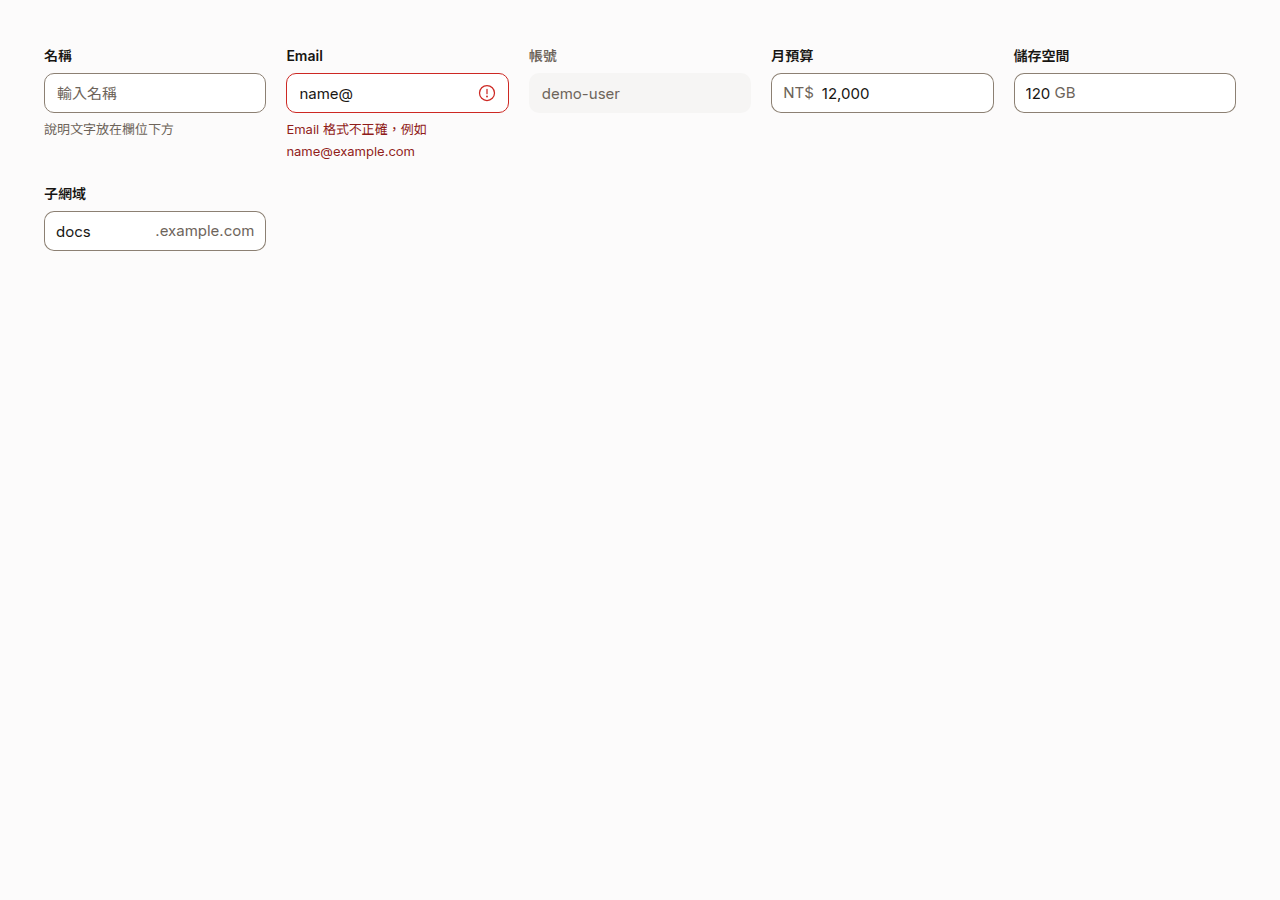 名稱
輸入名稱
說明文字放在欄位下方
Email
name@
Email 格式不正確，例如
name@example.com
帳號
demo-user
月預算
NT$ 12,000
儲存空間
120 GB
子網域
docs .example.com